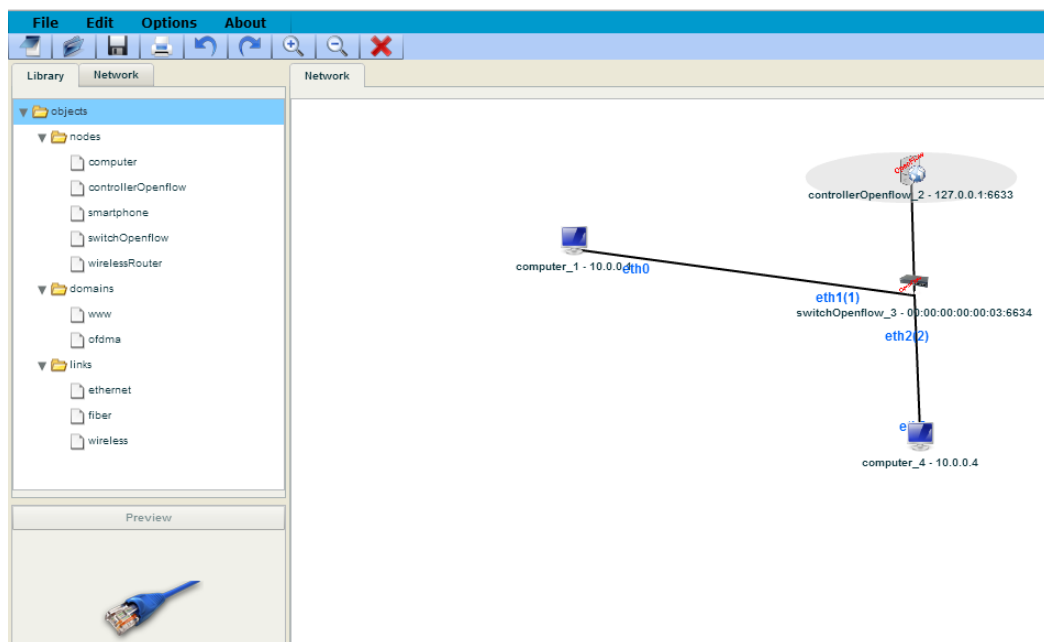 File Edit Options About
Library Network
Network
objects
nodes
computer
controllerOpenflow
smartphone
switchOpenflow
wirelessRouter
domains
www
ofdma
links
ethernet
fiber
wireless
Preview
controllerOpenflow_2 - 127.0.0.1:6633
computer_1 - 10.0.0.1
eth0
eth1(1)
switchOpenflow_3 - 00:00:00:00:00:03:6634
eth2(2)
computer_4 - 10.0.0.4